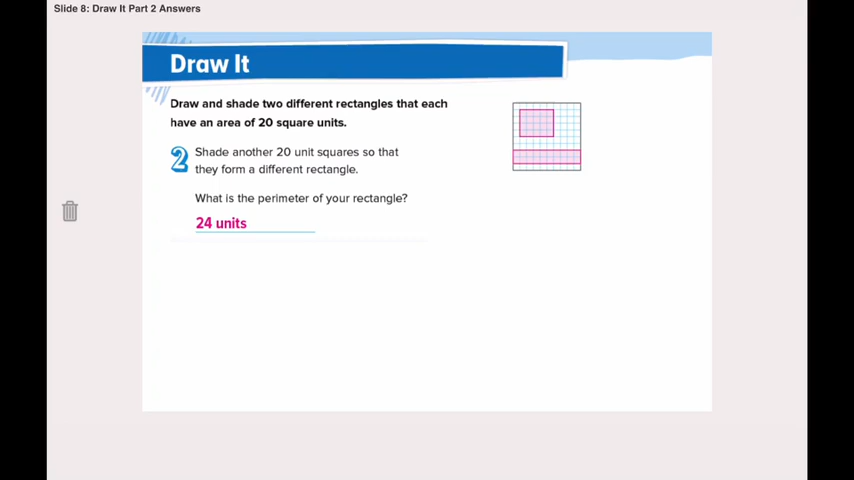 Slide 8: Draw It Part 2 Answers
Draw It
Draw and shade two different rectangles that each
have an area of 20 square units.
2 Shade another 20 unit squares so that
they form a different rectangle.
What is the perimeter of your rectangle?
24 units